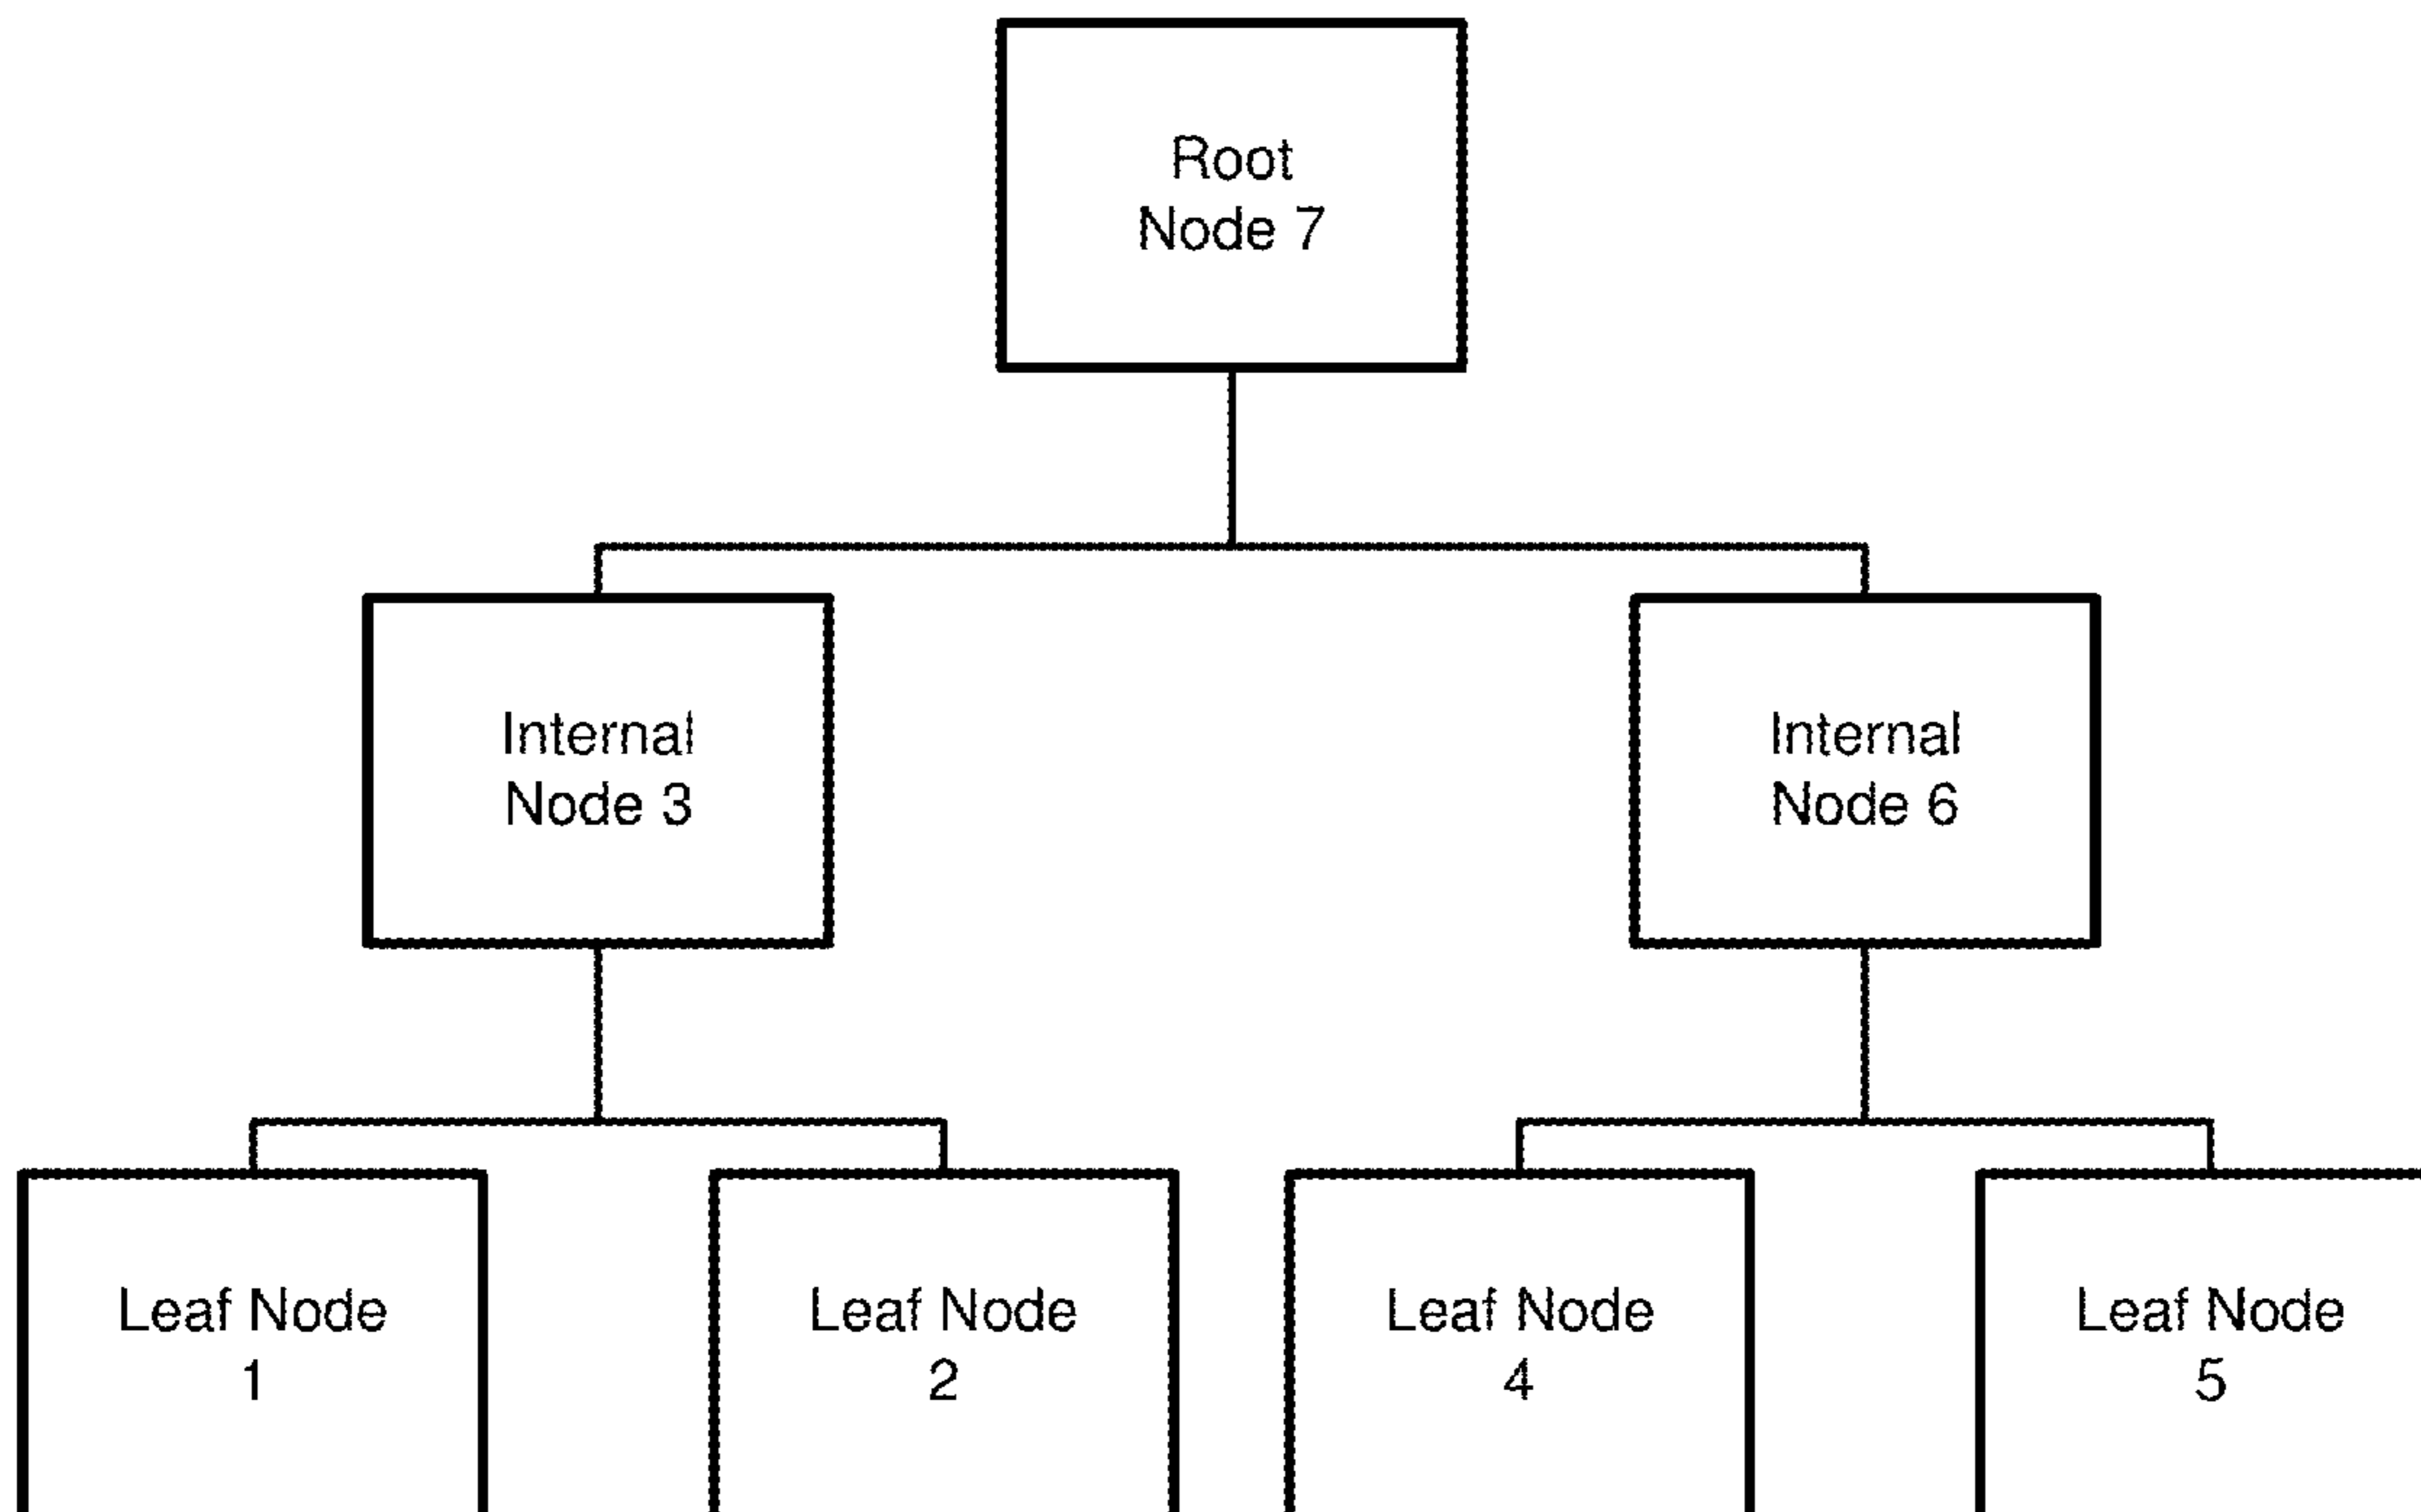 Root
Node 7
Internal
Node 3
Internal
Node 6
Leaf Node
1
Leaf Node
2
Leaf Node
4
Leaf Node
5